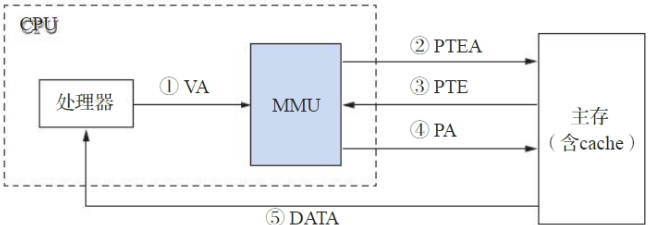 CPU
② PTEA
① VA
③ PTE
处理器
MMU
主存
（含cache）
④ PA
⑤ DATA